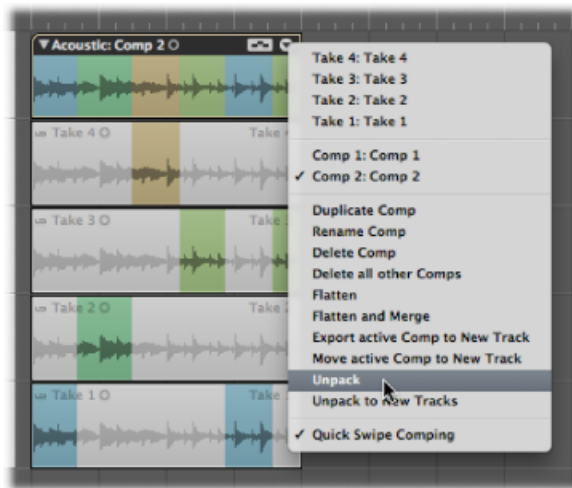 Acoustic: Comp 2
Take 4: Take 4
Take 3: Take 3
Take 2: Take 2
Take 1: Take 1
Comp 1: Comp 1
✓ Comp 2: Comp 2
Duplicate Comp
Rename Comp
Delete Comp
Delete all other Comps
Flatten
Flatten and Merge
Export active Comp to New Track
Move active Comp to New Track
Unpack
Unpack to New Tracks
✓ Quick Swipe Comping
Take 4 Take
Take 3 Take
Take 2 Take
Take 1 Take